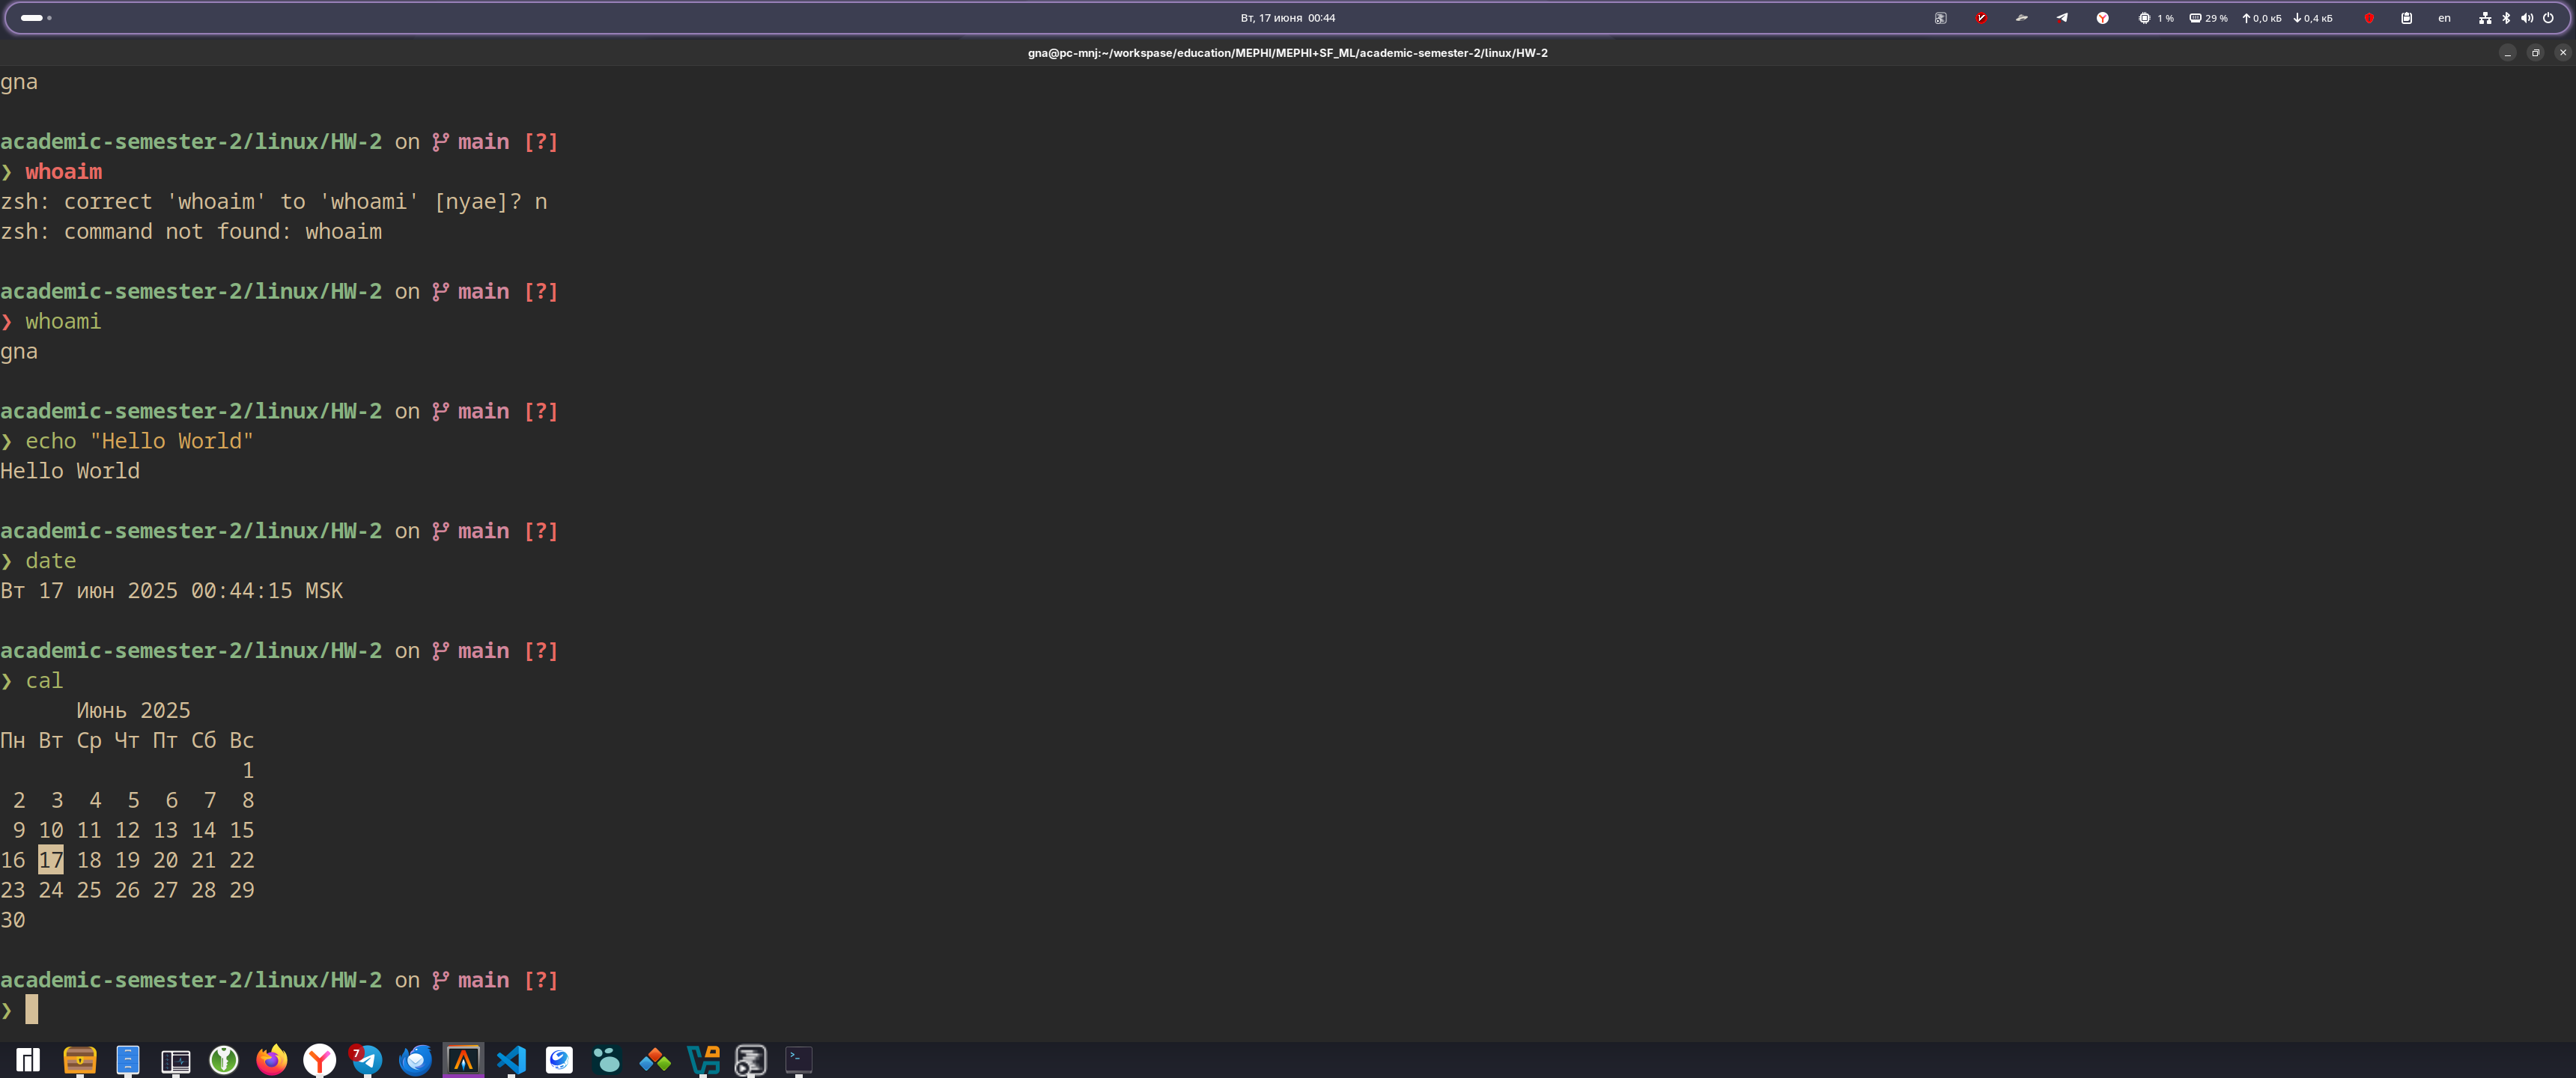 Вт, 17 июня 00:44
1 % 29 % 0,0 кБ 0,4 кБ en
gna@pc-mnj:~/workspase/education/MEPHI/MEPHI+SF_ML/academic-semester-2/linux/HW-2
gna
academic-semester-2/linux/HW-2 on main [?]
❯ whoaim
zsh: correct 'whoaim' to 'whoami' [nyae]? n
zsh: command not found: whoaim
academic-semester-2/linux/HW-2 on main [?]
❯ whoami
gna
academic-semester-2/linux/HW-2 on main [?]
❯ echo "Hello World"
Hello World
academic-semester-2/linux/HW-2 on main [?]
❯ date
Вт 17 июн 2025 00:44:15 MSK
academic-semester-2/linux/HW-2 on main [?]
❯ cal
Июнь 2025
Пн Вт Ср Чт Пт Сб Вс
1
2 3 4 5 6 7 8
9 10 11 12 13 14 15
16 17 18 19 20 21 22
23 24 25 26 27 28 29
30
academic-semester-2/linux/HW-2 on main [?]
❯
7